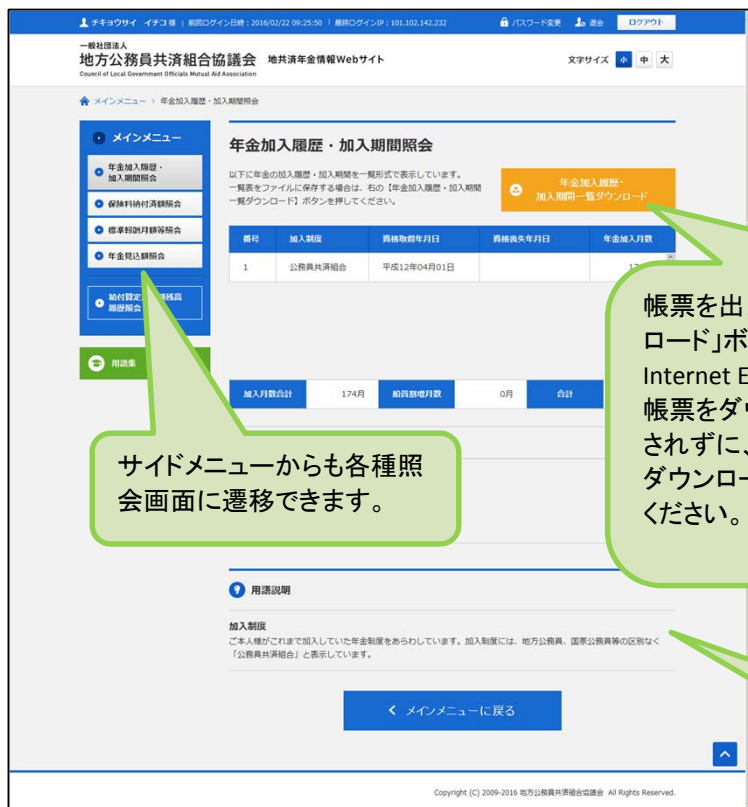 チキョウサイ イチコ 様 | 前回ログイン日時：2016/02/22 09:25:50 | 最終ログインIP：101.102.142.232 パスワード変更 退会 ログアウト
一般社団法人
地方公務員共済組合協議会 地共済年金情報Webサイト 文字サイズ 小 中 大
Council of Local Government Officials Mutual Aid Association
メインメニュー > 年金加入履歴・加入期間照会
メインメニュー
年金加入履歴・
加入期間照会
保険料納付済額照会
標準報酬月額等照会
年金見込額照会
給付算定
残高
履歴照会
用語集
年金加入履歴・加入期間照会
以下に年金の加入履歴・加入期間を一覧形式で表示しています。
一覧表をファイルに保存する場合は、右の【年金加入履歴・加入期間
一覧ダウンロード】ボタンを押してください。
年金加入履歴・
加入期間一覧ダウンロード
番号 加入制度 資格取得年月日 資格喪失年月日 年金加入月数
1 公務員共済組合 平成12年04月01日
加入月数合計 174月 船員割増月数 0月 合計
サイドメニューからも各種照
会画面に遷移できます。
帳票を出
ロード」ボ
Internet E
帳票をダ
されずに、
ダウンロー
ください。
用語説明
加入制度
ご本人様がこれまで加入していた年金制度をあらわしています。加入制度には、地方公務員、国家公務員等の区別なく
「公務員共済組合」と表示しています。
メインメニューに戻る
Copyright (C) 2009-2016 地方公務員共済組合協議会 All Rights Reserved.